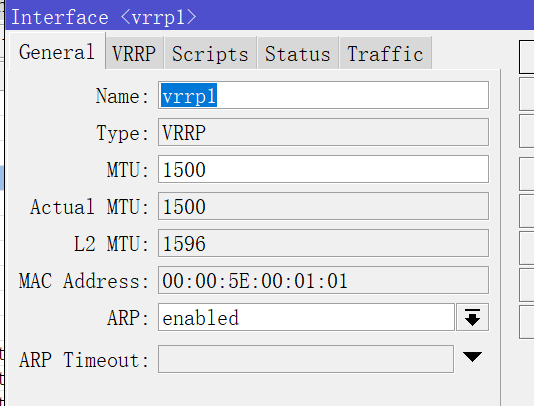 Interface <vrrp1>
General VRRP Scripts Status Traffic
Name: vrrp1
Type: VRRP
MTU: 1500
Actual MTU: 1500
L2 MTU: 1596
MAC Address: 00:00:5E:00:01:01
ARP: enabled
ARP Timeout: